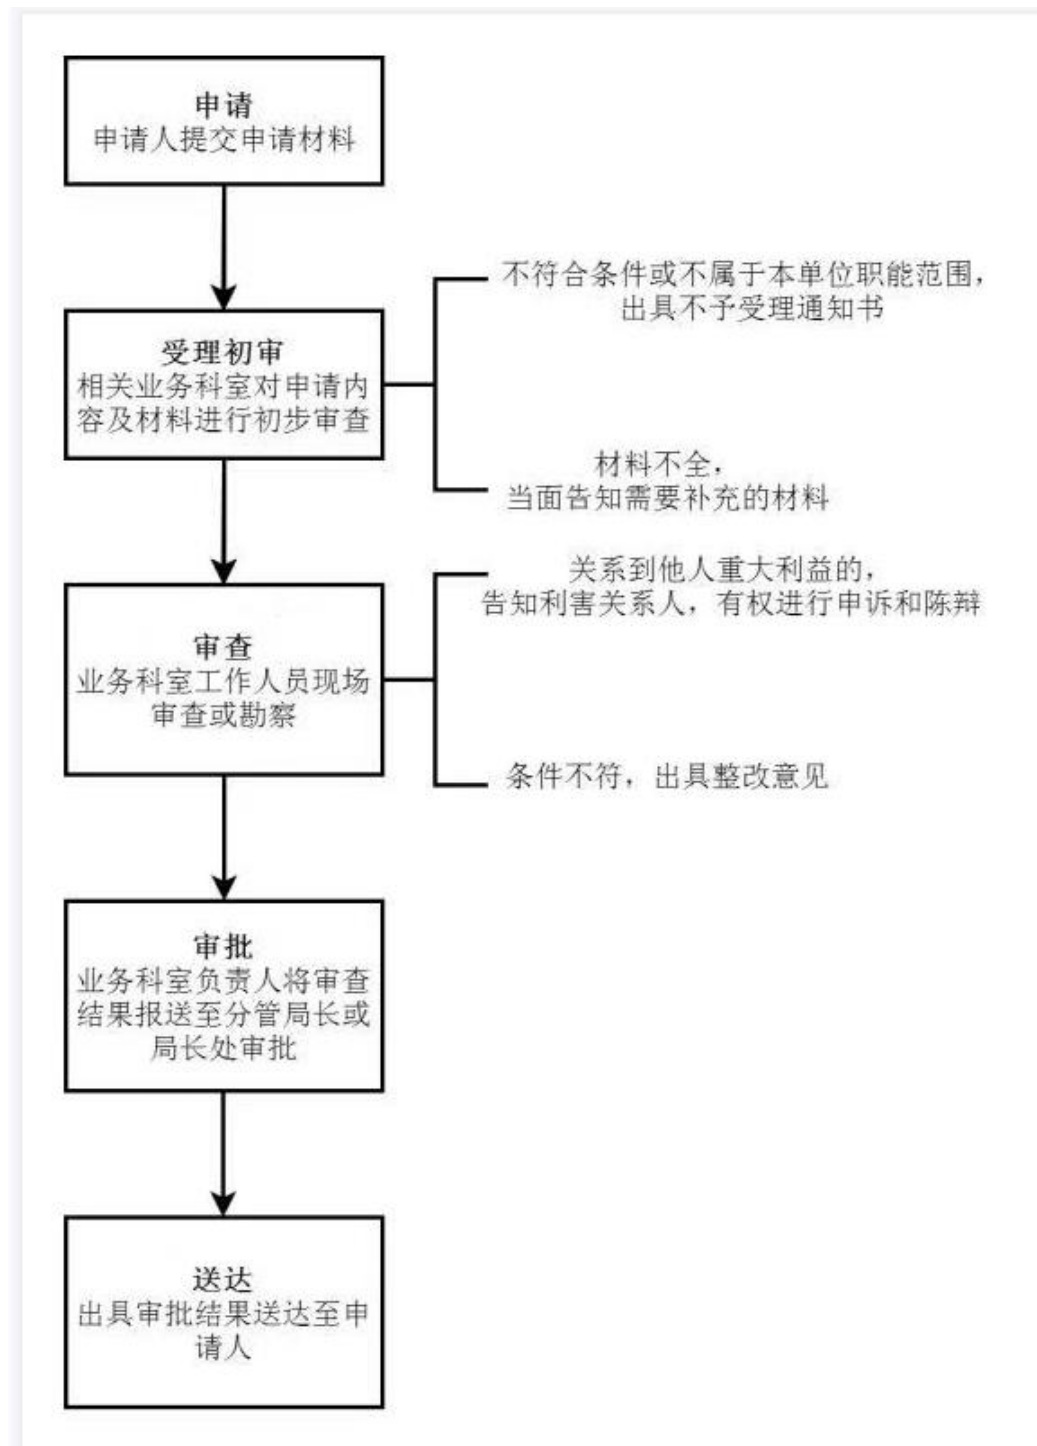 申请
申请人提交申请材料
不符合条件或不属于本单位职能范围，
出具不予受理通知书
受理初审
相关业务科室对申请内
容及材料进行初步审查
材料不全，
当面告知需要补充的材料
关系到他人重大利益的，
告知利害关系人，有权进行申诉和陈辩
审查
业务科室工作人员现场
审查或勘察
条件不符，出具整改意见
审批
业务科室负责人将审查
结果报送至分管局长或
局长处审批
送达
出具审批结果送达至申
请人